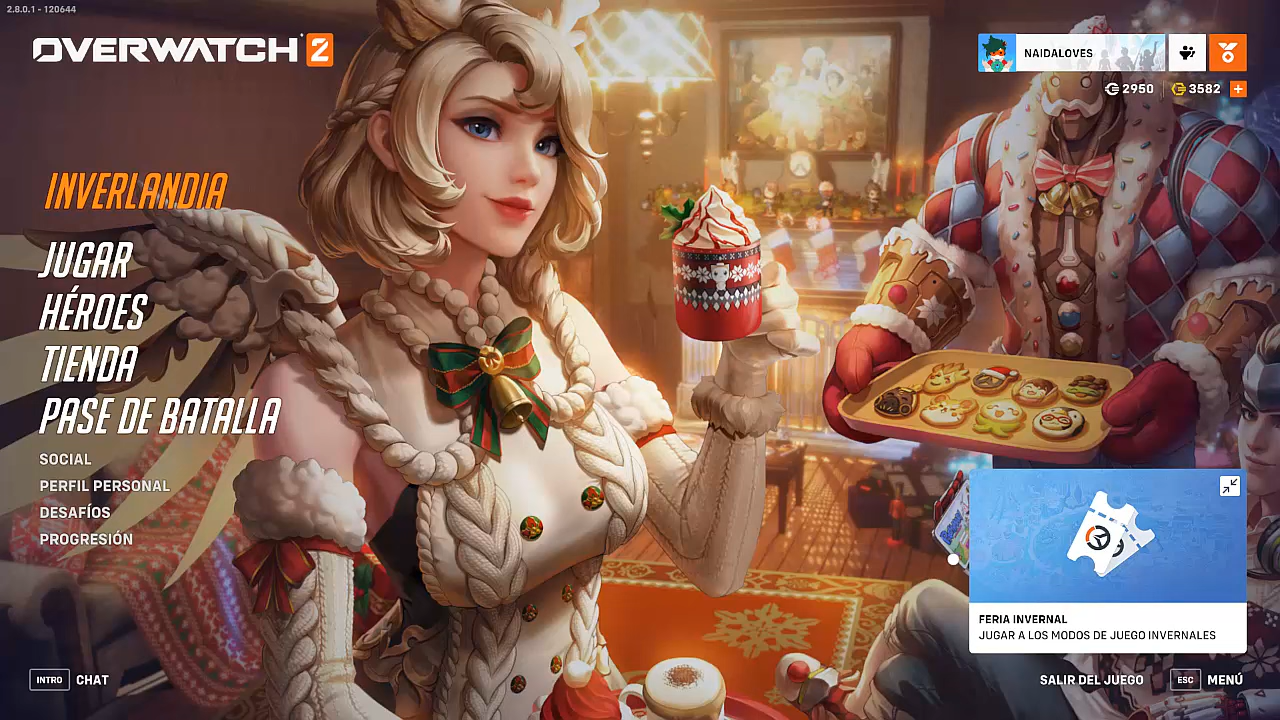 2.8.0.1 - 120644
OVERWATCH 2
NAIDALOVES
2950
3582
INVERLANDIA
JUGAR
HÉROES
TIENDA
PASE DE BATALLA
SOCIAL
PERFIL PERSONAL
DESAFÍOS
PROGRESIÓN
FERIA INVERNAL
JUGAR A LOS MODOS DE JUEGO INVERNALES
INTRO CHAT
SALIR DEL JUEGO
ESC MENÚ